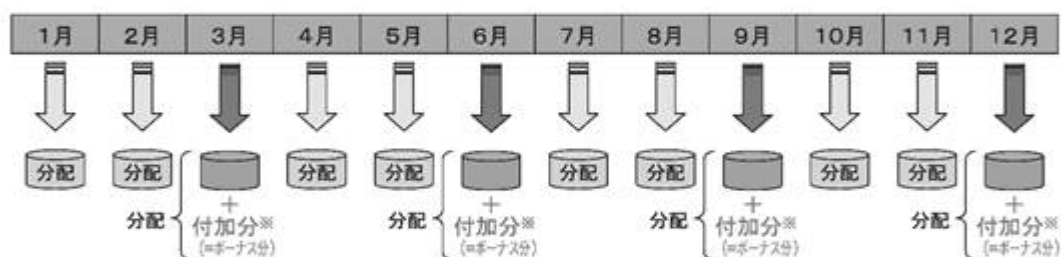 1月 2月 3月 4月 5月 6月 7月 8月 9月 10月 11月 12月
分配 分配 分配 分配 分配 分配 分配 分配
分配 + 分配 + 分配 + 分配 +
付加分※ 付加分※ 付加分※ 付加分※
(=ボーナス分) (=ボーナス分) (=ボーナス分) (=ボーナス分)